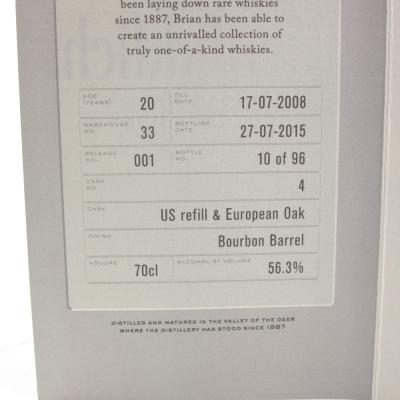 been laying down rare whiskies
since 1887, Brian has been able to
create an unrivalled collection of
truly one-of-a-kind whiskies.
AGE (YEARS) 20 FILL DATE 17-07-2008
WAREHOUSE NO. 33 BOTTLING DATE 27-07-2015
RELEASE NO. 001 BOTTLE NO. 10 of 96
CASK NO. 4
CASK US refill & European Oak
FINISH Bourbon Barrel
VOLUME 70cl ALCOHOL BY VOLUME 56.3%
DISTILLED AND MATURED IN THE VALLEY OF THE DEER
WHERE THE DISTILLERY HAS STOOD SINCE 1887